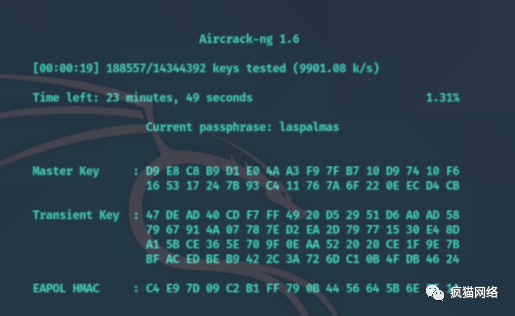 Aircrack-ng 1.6
[00:00:19] 188557/14344392 keys tested (9901.08 k/s)
Time left: 23 minutes, 49 seconds 1.31%
Current passphrase: laspalmas
Master Key : D9 E8 C8 B9 D1 E0 4A A3 F9 7F B7 10 D9 74 10 F6
16 53 17 24 7B 93 C4 11 76 7A 6F 22 0E EC D4 CB
Transient Key : 47 DE AD 40 CD F7 FF 49 20 D5 29 51 D6 A0 AD 58
79 67 91 4A 07 78 7E D2 EA 2D 79 77 15 30 E4 8D
A1 5B CE 36 5E 70 9F 0E AA 52 20 20 CE 1F 9E 7B
BF AC ED BE B9 42 2C 3A 72 6D C1 0B 4F DB 46 24
EAPOL HMAC : C4 E9 7D 09 C2 B1 FF 79 0B 44 56 64 5B 6E
疯猫网络